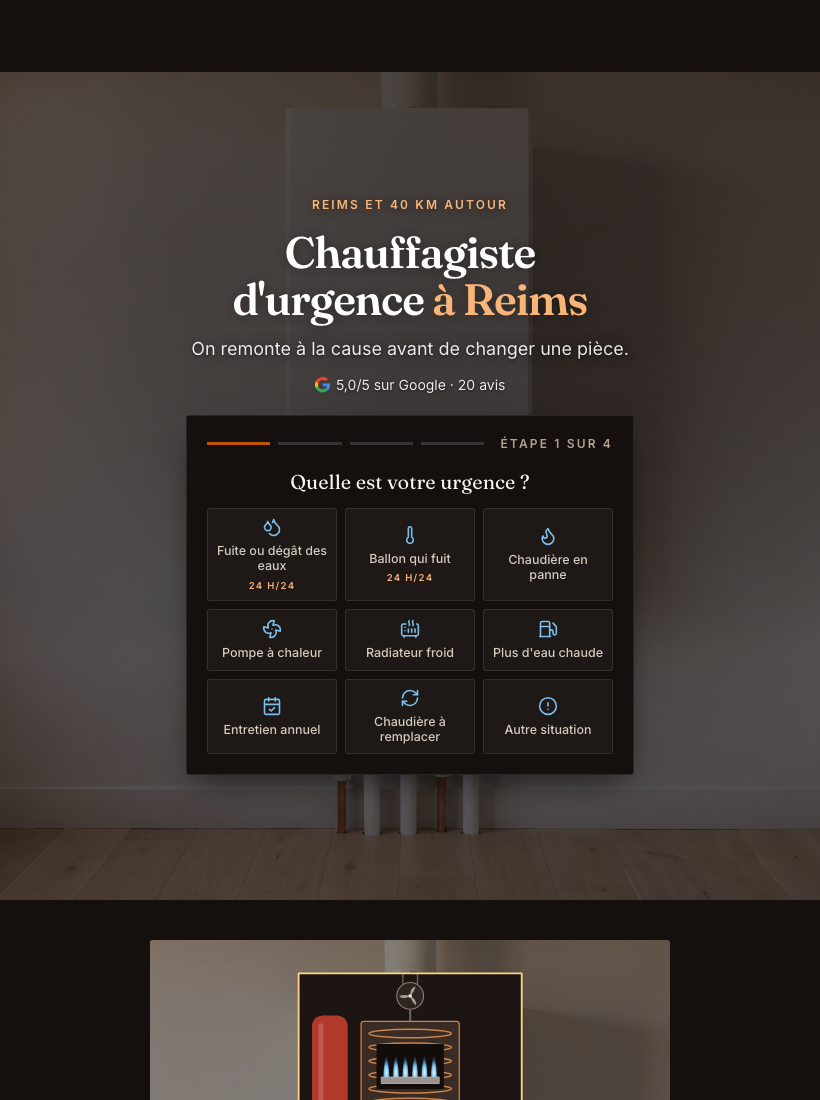 REIMS ET 40 KM AUTOUR
Chauffagiste
d'urgence à Reims
On remonte à la cause avant de changer une pièce.
5,0/5 sur Google · 20 avis
ÉTAPE 1 SUR 4
Quelle est votre urgence ?
Fuite ou dégât des
eaux
24 H/24
Ballon qui fuit
24 H/24
Chaudière en
panne
Pompe à chaleur
Radiateur froid
Plus d'eau chaude
Entretien annuel
Chaudière à
remplacer
Autre situation